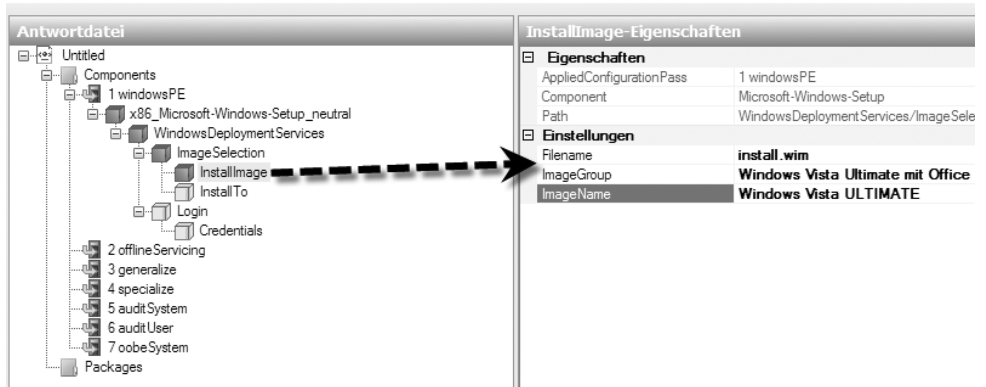 Antwortdatei
Untitled
Components
1 windowsPE
x86_Microsoft-Windows-Setup_neutral
WindowsDeploymentServices
ImageSelection
InstallImage
InstallTo
Login
Credentials
2 offlineServicing
3 generalize
4 specialize
5 auditSystem
6 auditUser
7 oobeSystem
Packages
InstallImage-Eigenschaften
Eigenschaften
AppliedConfigurationPass 1 windowsPE
Component Microsoft-Windows-Setup
Path WindowsDeploymentServices/ImageSele
Einstellungen
Filename install.wim
ImageGroup Windows Vista Ultimate mit Office
ImageName Windows Vista ULTIMATE